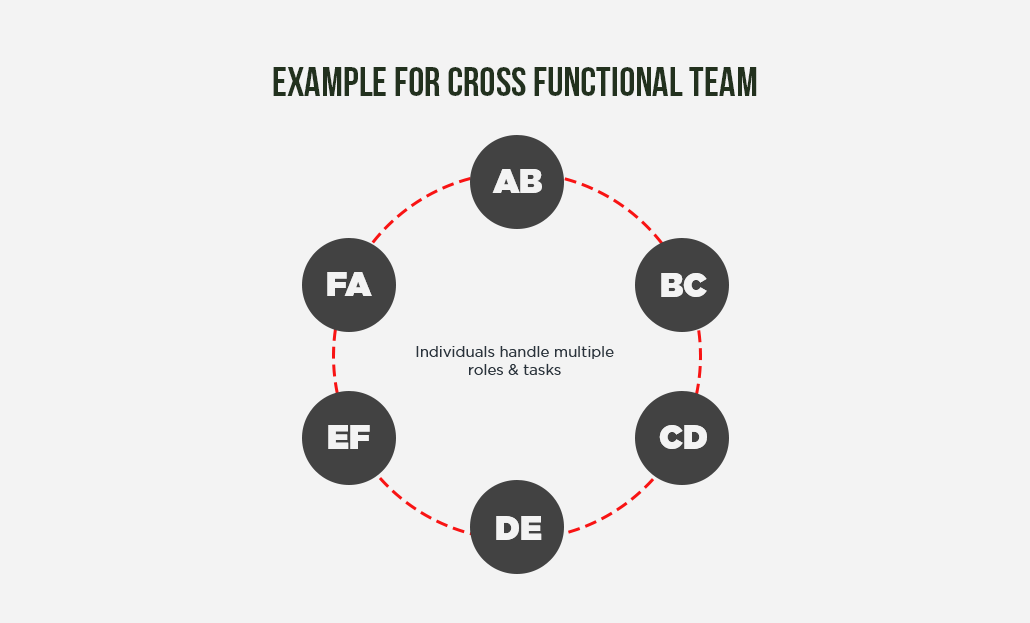 EXAMPLE FOR CROSS FUNCTIONAL TEAM
AB
FA
BC
Individuals handle multiple
roles & tasks
EF
CD
DE